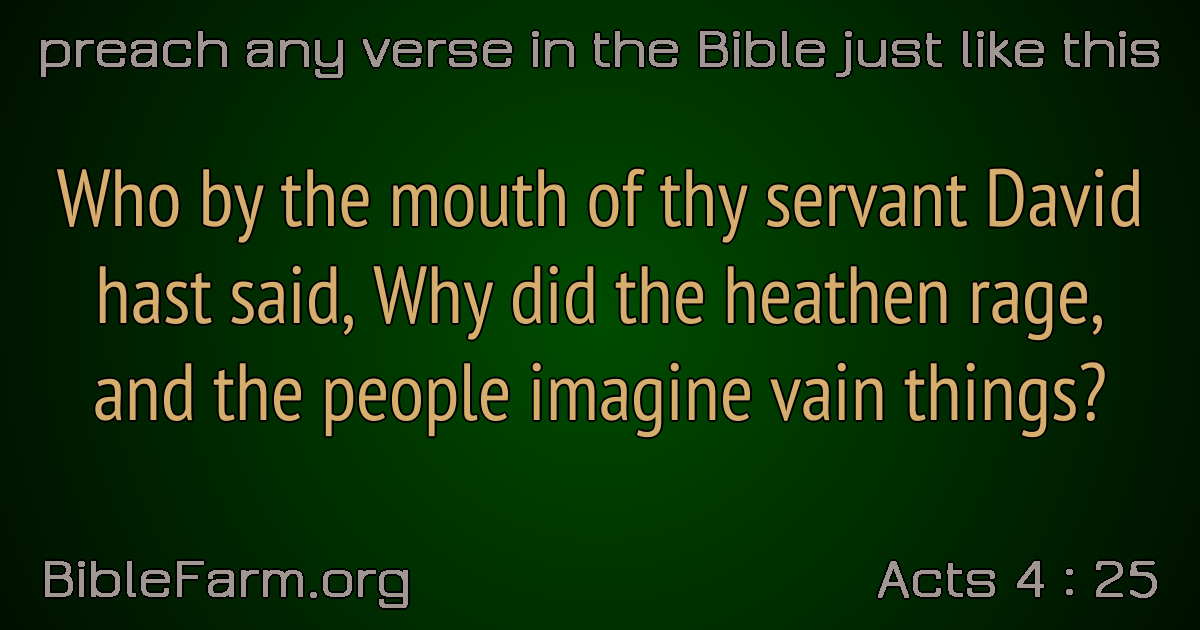 preach any verse in the Bible just like this
Who by the mouth of thy servant David
hast said, Why did the heathen rage,
and the people imagine vain things?
BibleFarm.org
Acts 4 : 25